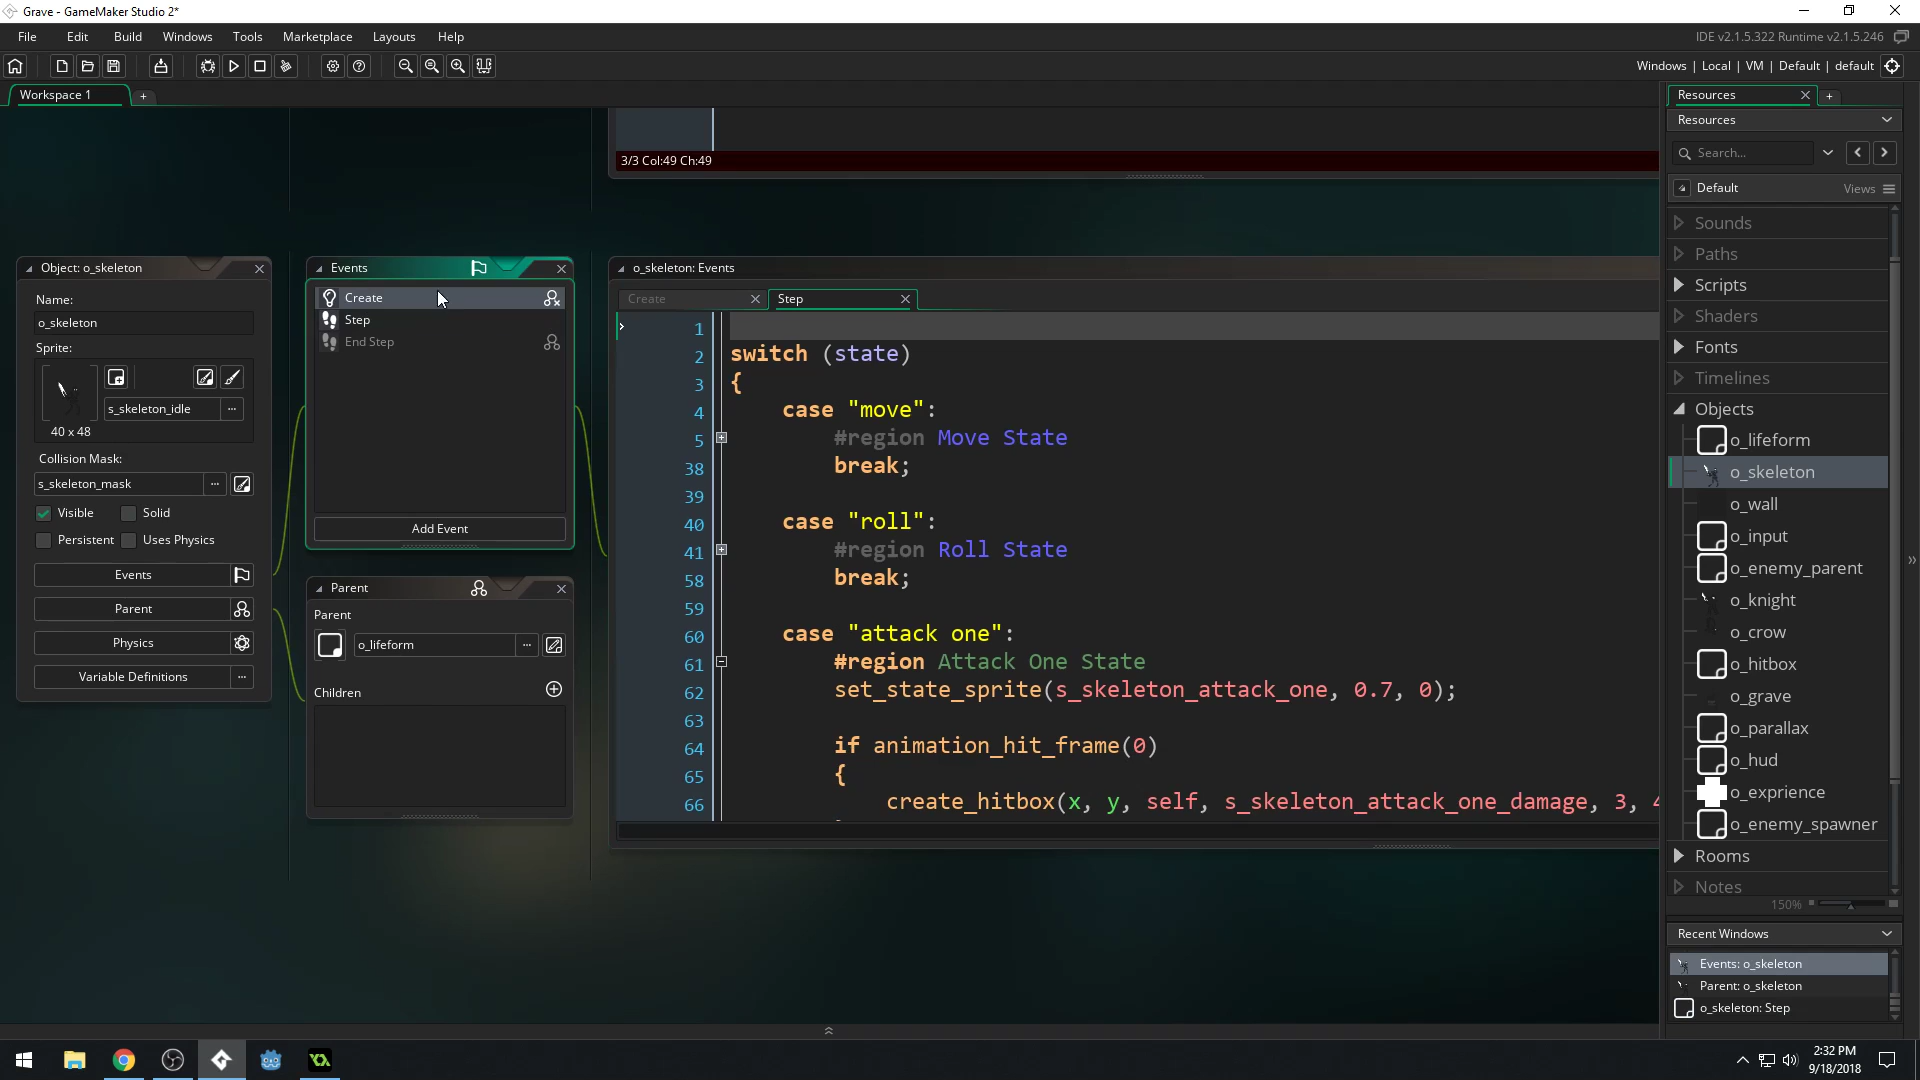 Grave - GameMaker Studio 2*
File Edit Build Windows Tools Marketplace Layouts Help
IDE v2.1.5.322 Runtime v2.1.5.246
Windows | Local | VM | Default | default
Workspace 1
3/3 Col:49 Ch:49
Object: o_skeleton
Name:
o_skeleton
Sprite:
s_skeleton_idle
40 x 48
Collision Mask:
s_skeleton_mask
Visible
Solid
Persistent
Uses Physics
Events
Parent
Physics
Variable Definitions
Events
Create
Step
End Step
Add Event
Parent
Parent
o_lifeform
Children
o_skeleton: Events
Create
Step
1
2 switch (state)
3 {
4 case "move":
5 #region Move State
38 break;
39
40 case "roll":
41 #region Roll State
58 break;
59
60 case "attack one":
61 #region Attack One State
62 set_state_sprite(s_skeleton_attack_one, 0.7, 0);
63
64 if animation_hit_frame(0)
65 {
66 create_hitbox(x, y, self, s_skeleton_attack_one_damage, 3, 4
Resources
Resources
Search...
Default
Views
Sounds
Paths
Scripts
Shaders
Fonts
Timelines
Objects
o_lifeform
o_skeleton
o_wall
o_input
o_enemy_parent
o_knight
o_crow
o_hitbox
o_grave
o_parallax
o_hud
o_exprience
o_enemy_spawner
Rooms
Notes
150%
Recent Windows
Events: o_skeleton
Parent: o_skeleton
o_skeleton: Step
2:32 PM
9/18/2018